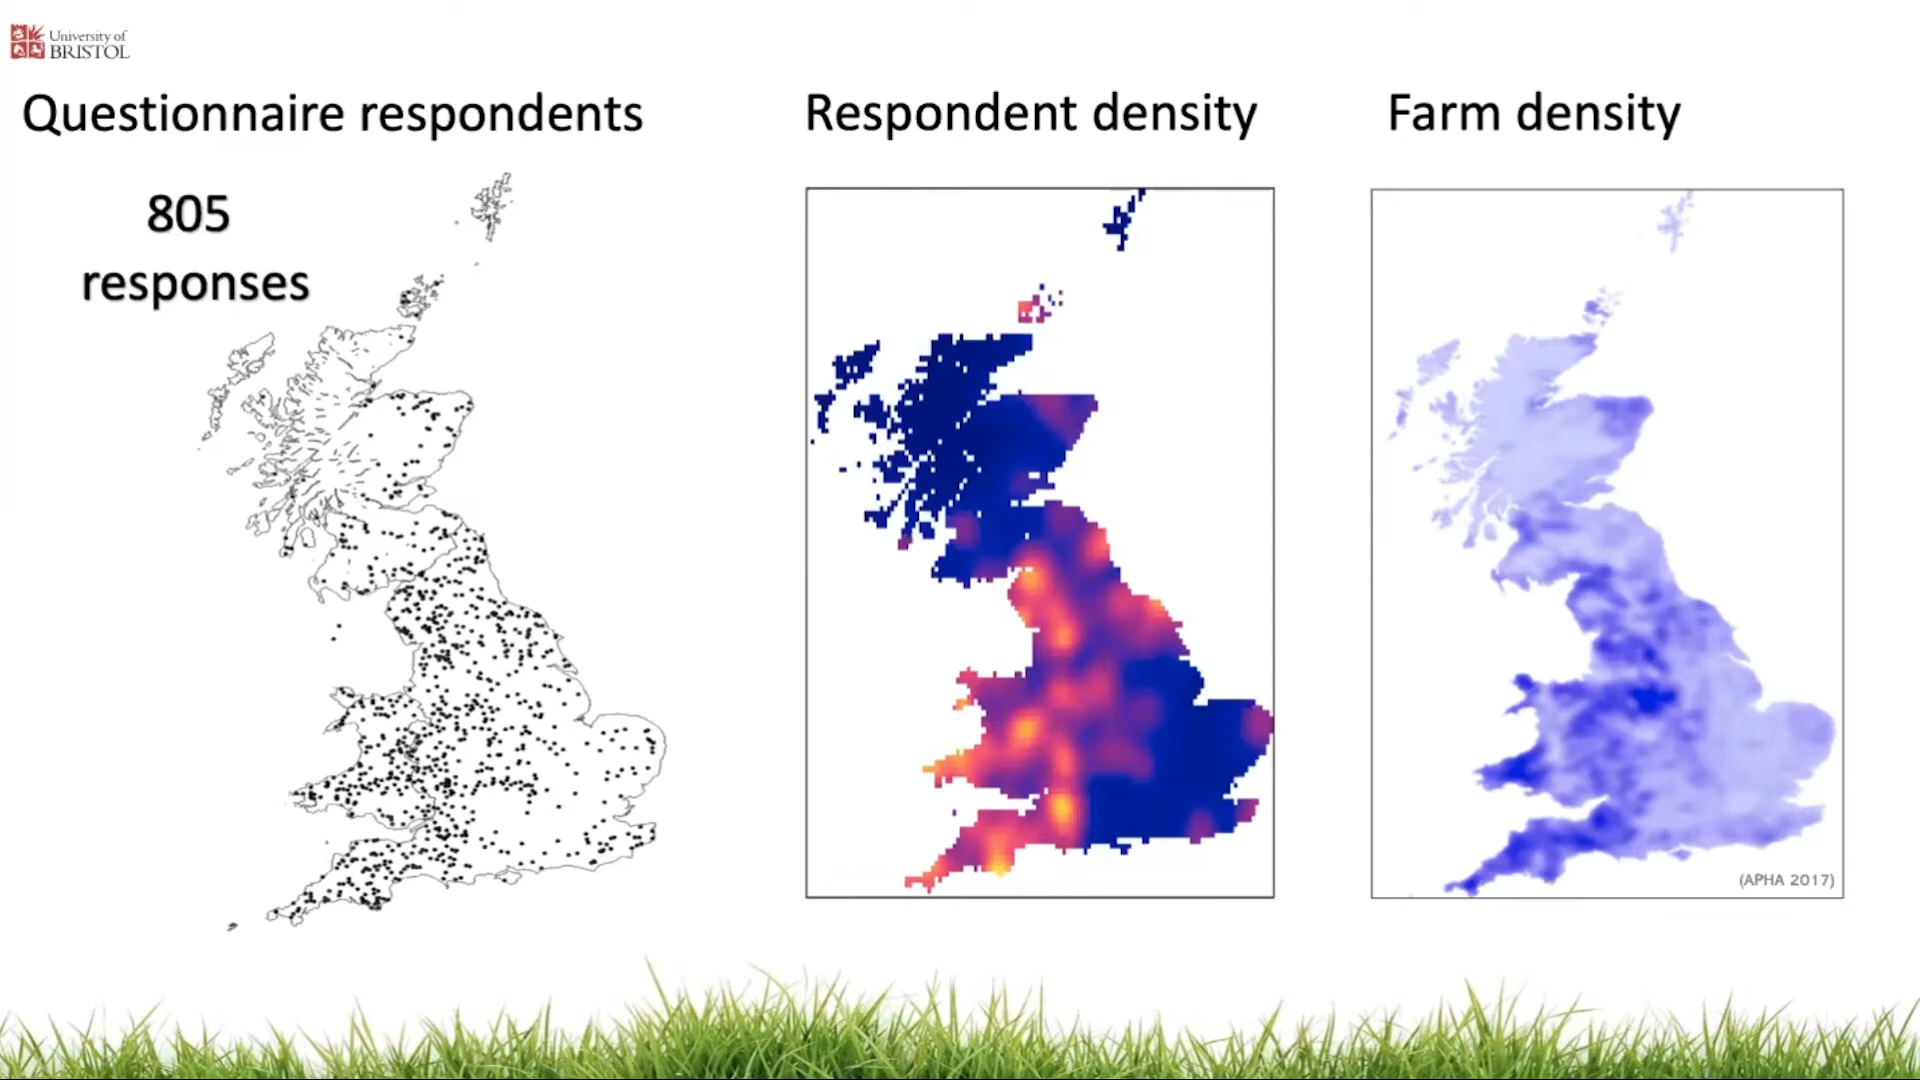 University of
BRISTOL
Questionnaire respondents
805
responses
Respondent density
Farm density
(APHA 2017)